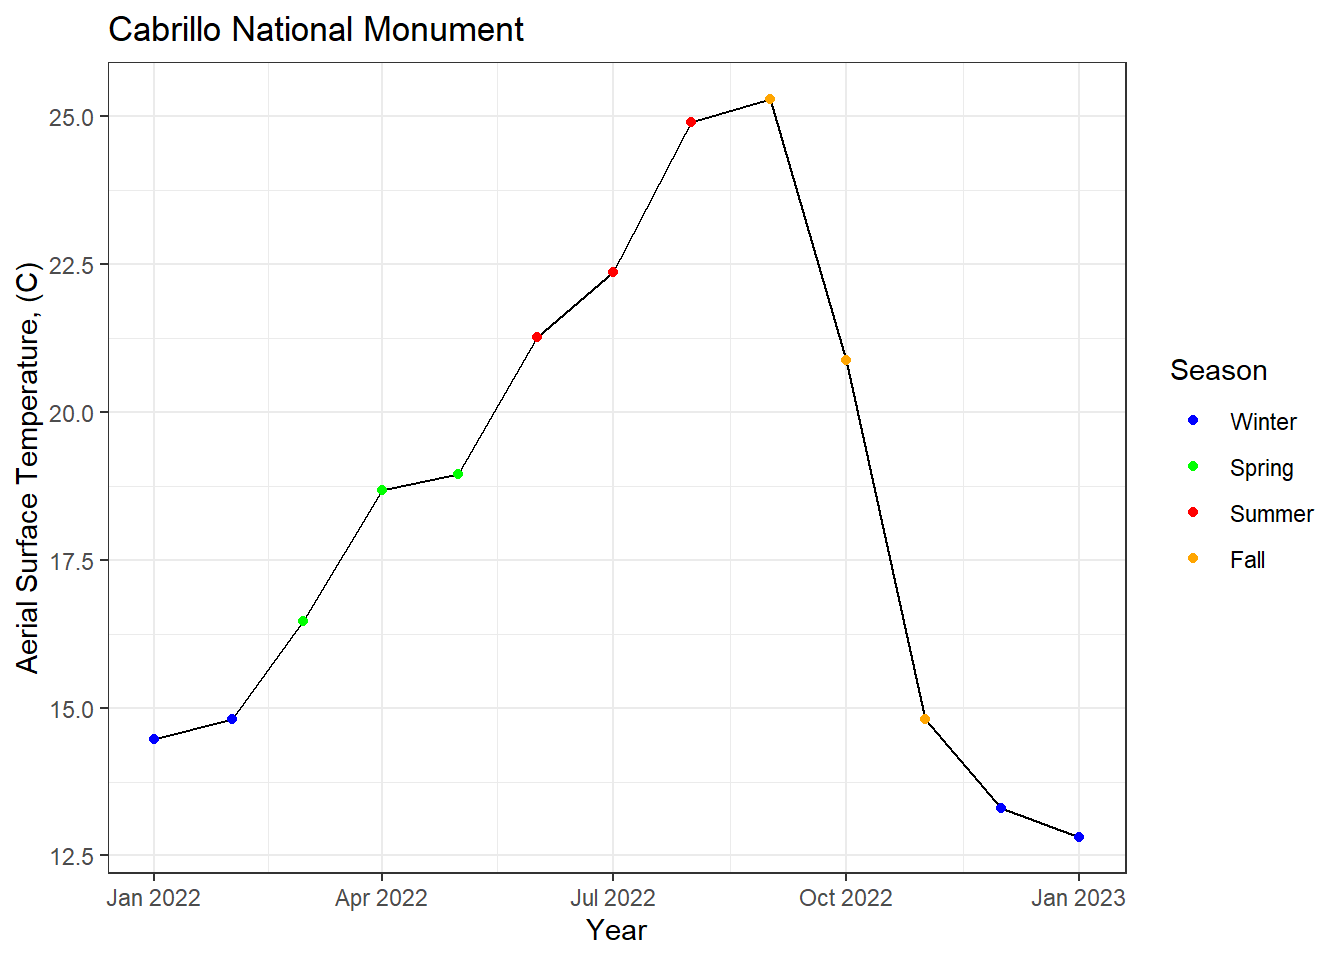 Cabrillo National Monument
Aerial Surface Temperature, (C)
25.0
22.5
20.0
17.5
15.0
12.5
Jan 2022 Apr 2022 Jul 2022 Oct 2022 Jan 2023
Year
Season
Winter
Spring
Summer
Fall